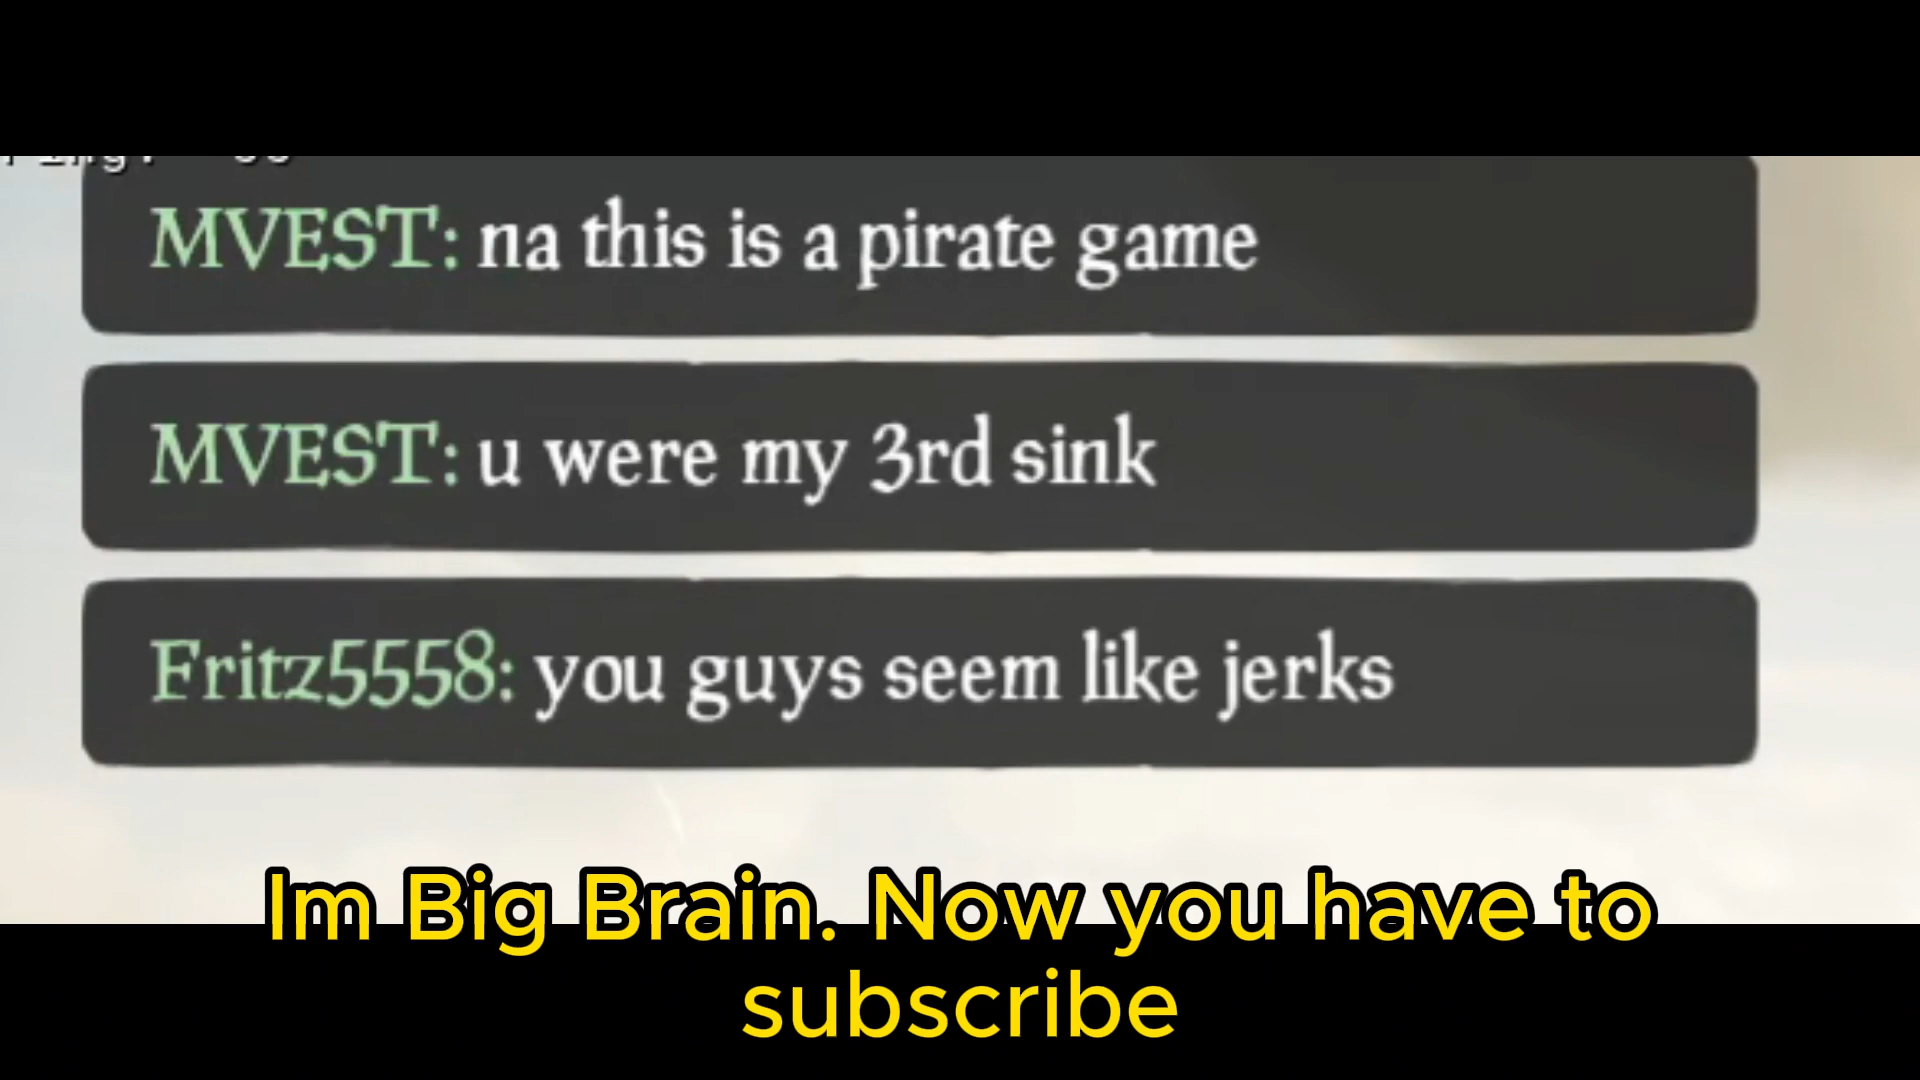 MVEST: na this is a pirate game
MVEST: u were my 3rd sink
Fritz5558: you guys seem like jerks
Im Big Brain. Now you have to
subscribe